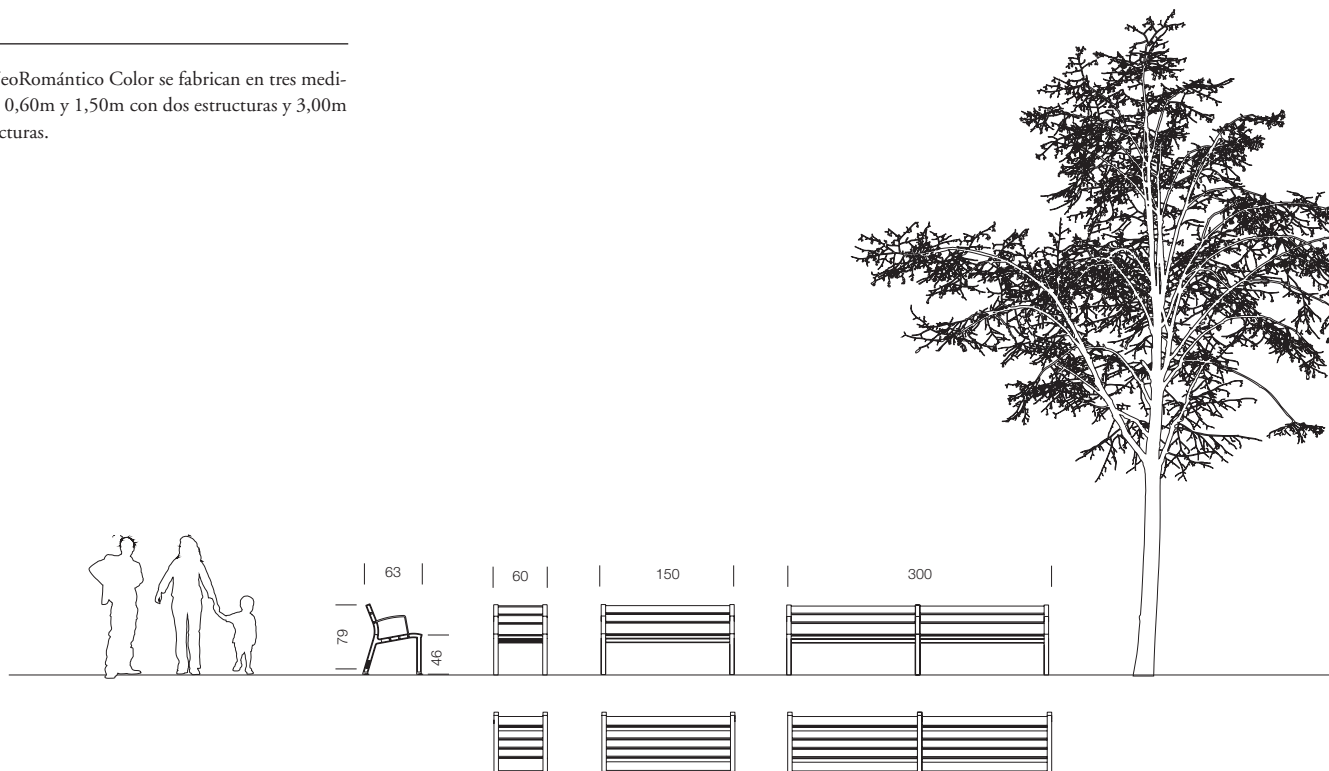 eoRomántico Color se fabrican en tres medi-
0,60m y 1,50m con dos estructuras y 3,00m
cturas.
63
60
150
300
79
46